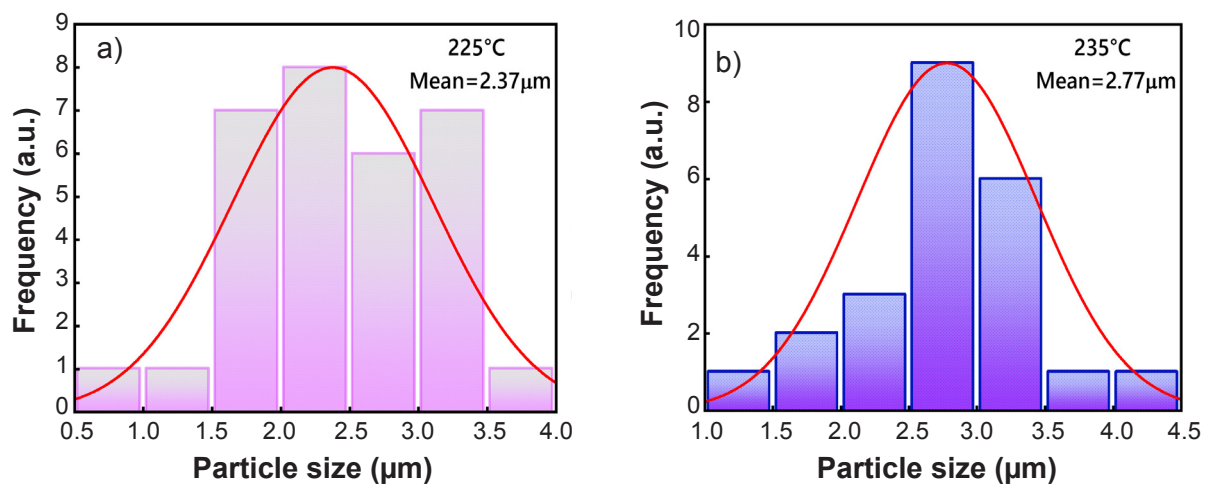 a)
225°C
Mean=2.37μm
9
8
7
6
5
4
3
2
1
0
Frequency (a.u.)
0.5 1.0 1.5 2.0 2.5 3.0 3.5 4.0
Particle size (μm)
b)
235°C
Mean=2.77μm
10
8
6
4
2
0
Frequency (a.u.)
1.0 1.5 2.0 2.5 3.0 3.5 4.0 4.5
Particle size (μm)